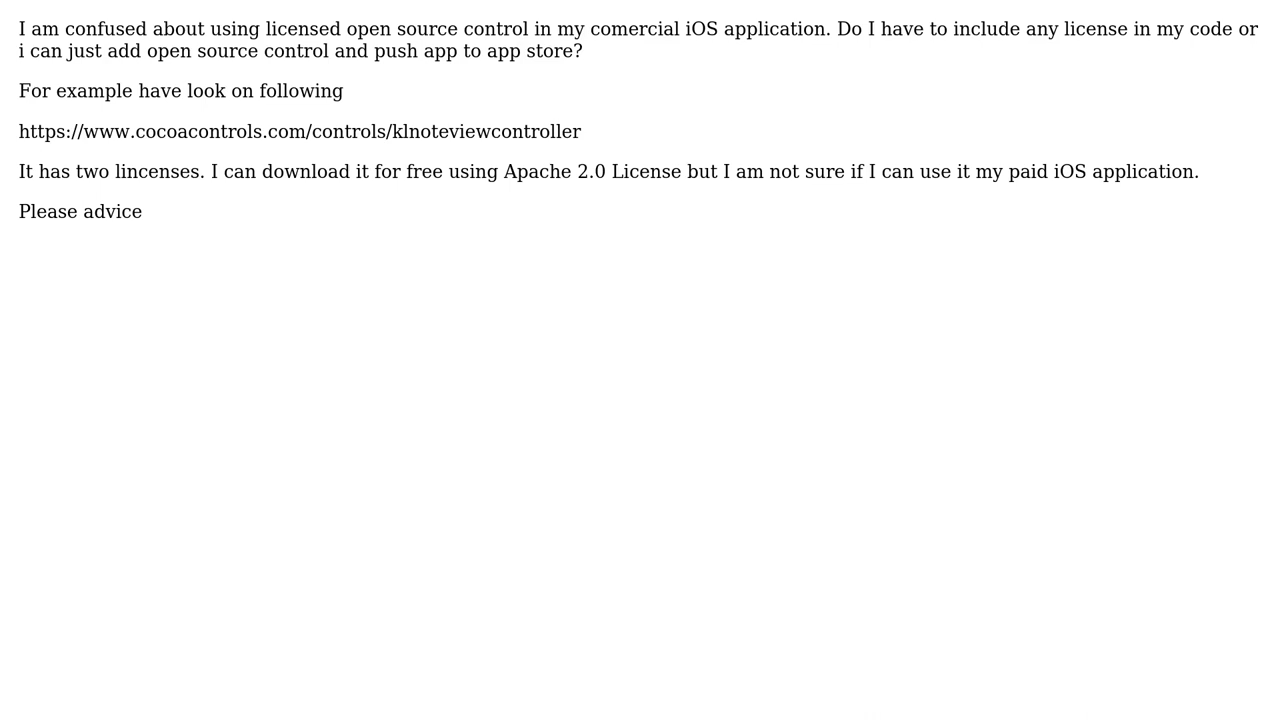 I am confused about using licensed open source control in my comercial iOS application. Do I have to include any license in my code or
i can just add open source control and push app to app store?
For example have look on following
https://www.cocoacontrols.com/controls/klnoteviewcontroller
It has two lincenses. I can download it for free using Apache 2.0 License but I am not sure if I can use it my paid iOS application.
Please advice